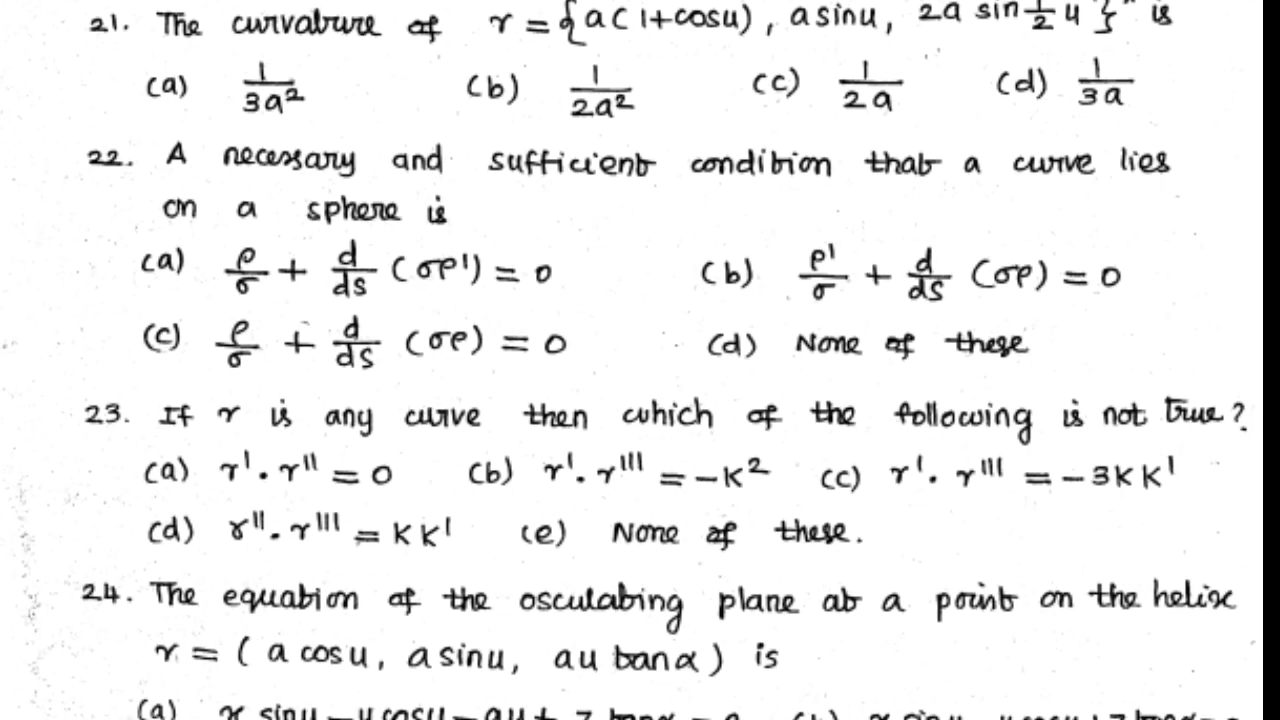 21. The curvature of r = {a(1+cosu), a sinu, 2a sin 1/2 u} is
(a) 1/3a² (b) 1/2a² (c) 1/2a (d) 1/3a
22. A necessary and sufficient condition that a curve lies
on a sphere is
(a) ρ/σ + d/ds (σρ') = 0 (b) ρ'/σ + d/ds (σρ) = 0
(c) ρ/σ + d/ds (σρ) = 0 (d) None of these
23. If r is any curve then which of the following is not true?
(a) r'. r'' = 0 (b) r'. r''' = -K² (c) r'. r''' = -3KK'
(d) r''. r''' = KK' (e) None of these.
24. The equation of the osculating plane at a point on the helix
r = (a cosu, a sinu, au tanα) is
(a) x sinu